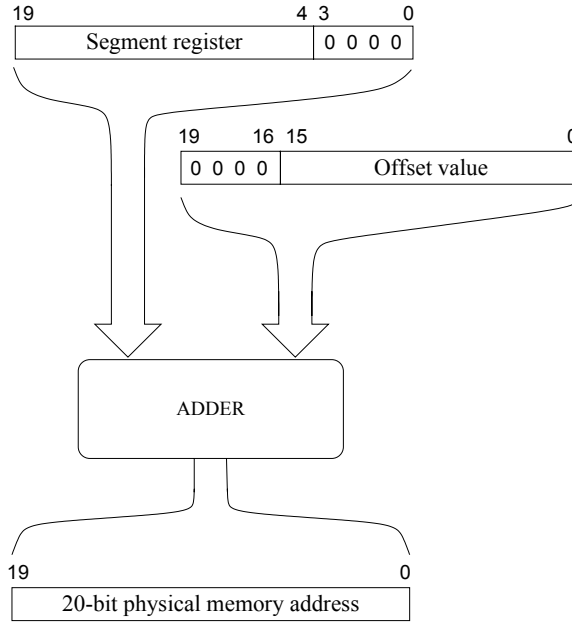 19 4 3 0
Segment register 0 0 0 0
19 16 15 0
0 0 0 0 Offset value
ADDER
19 0
20-bit physical memory address